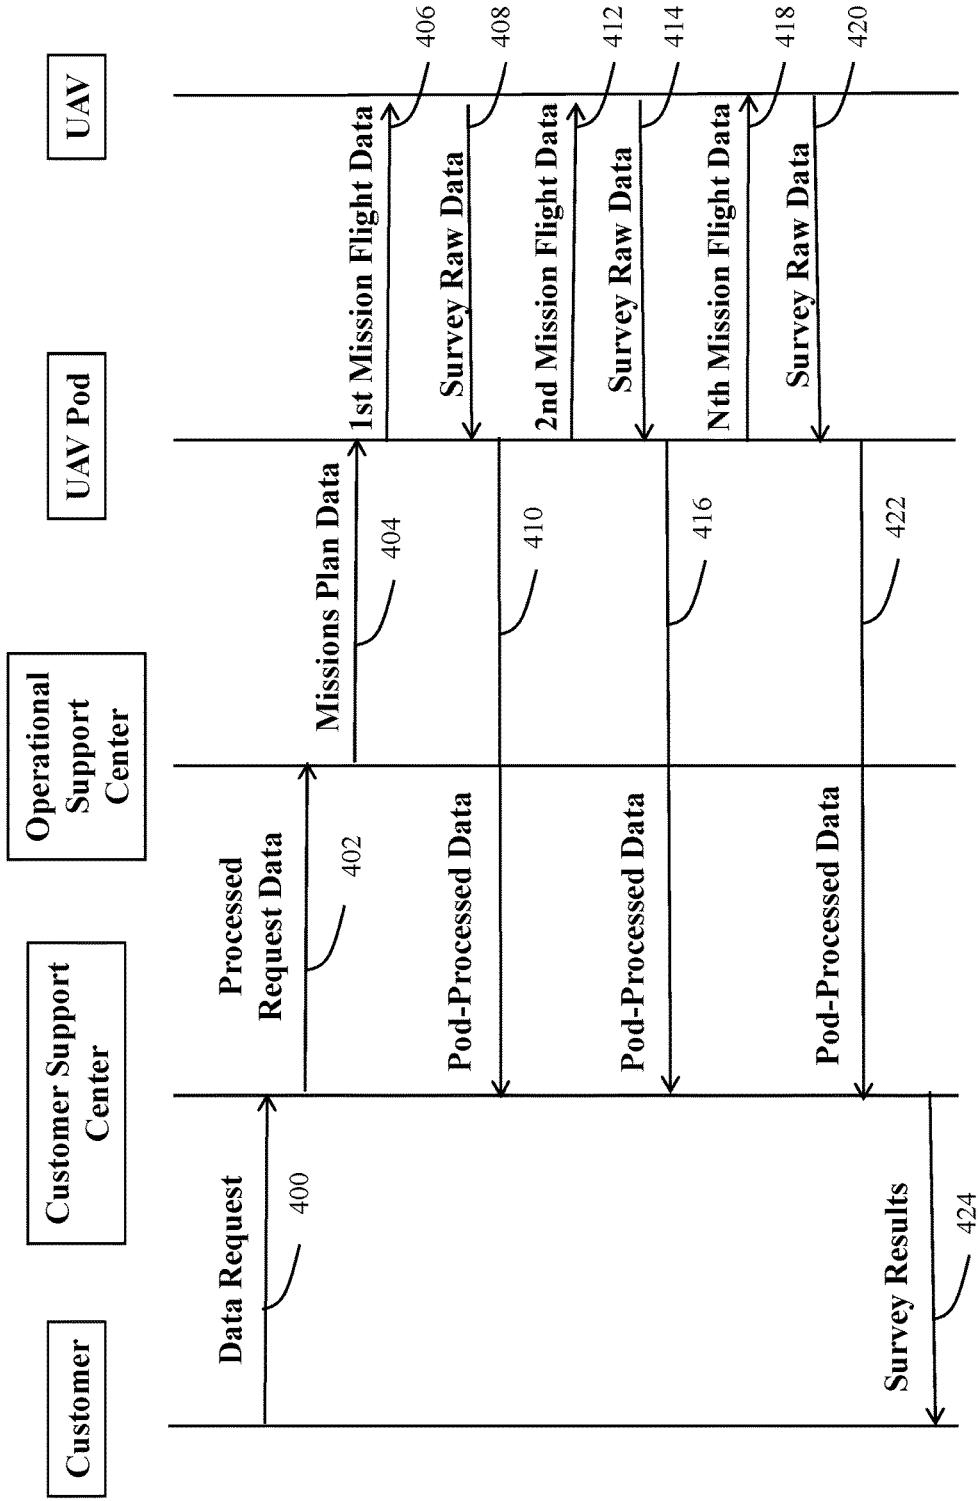 Customer
Customer Support
Center
Operational
Support
Center
UAV Pod
UAV
Data Request
400
Processed
Request Data
402
Missions Plan Data
404
1st Mission Flight Data
406
Survey Raw Data
408
Pod-Processed Data
410
2nd Mission Flight Data
412
Survey Raw Data
414
Pod-Processed Data
416
Nth Mission Flight Data
418
Survey Raw Data
420
Pod-Processed Data
422
Survey Results
424